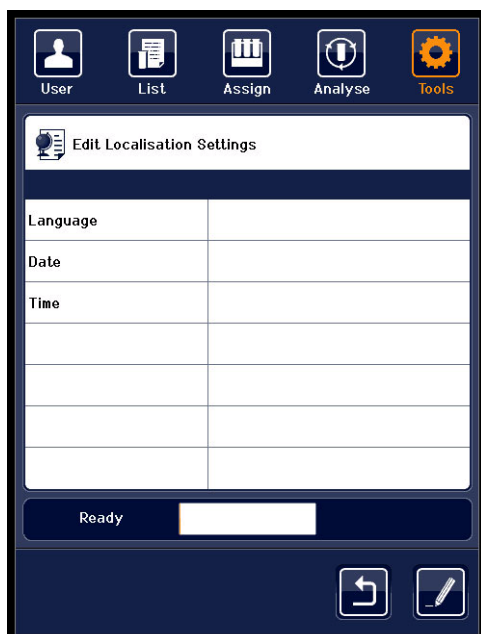 User List Assign Analyse Tools
Edit Localisation Settings
Language
Date
Time
Ready